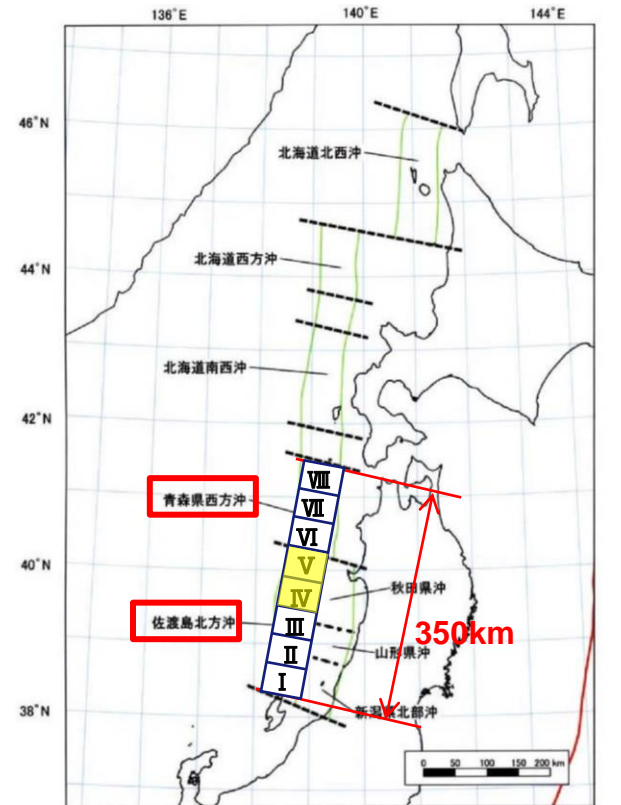 136°E
140°E
144°E
46°N
北海道北西沖
北海道西方沖
44°N
北海道南西沖
42°N
Ⅷ
青森県西方沖
Ⅶ
Ⅵ
40°N
Ⅴ
秋田県沖
Ⅳ
佐渡島北方沖
Ⅲ
350km
山形県沖
Ⅱ
Ⅰ
新潟県北部沖
38°N
0 50 100 150 200 km